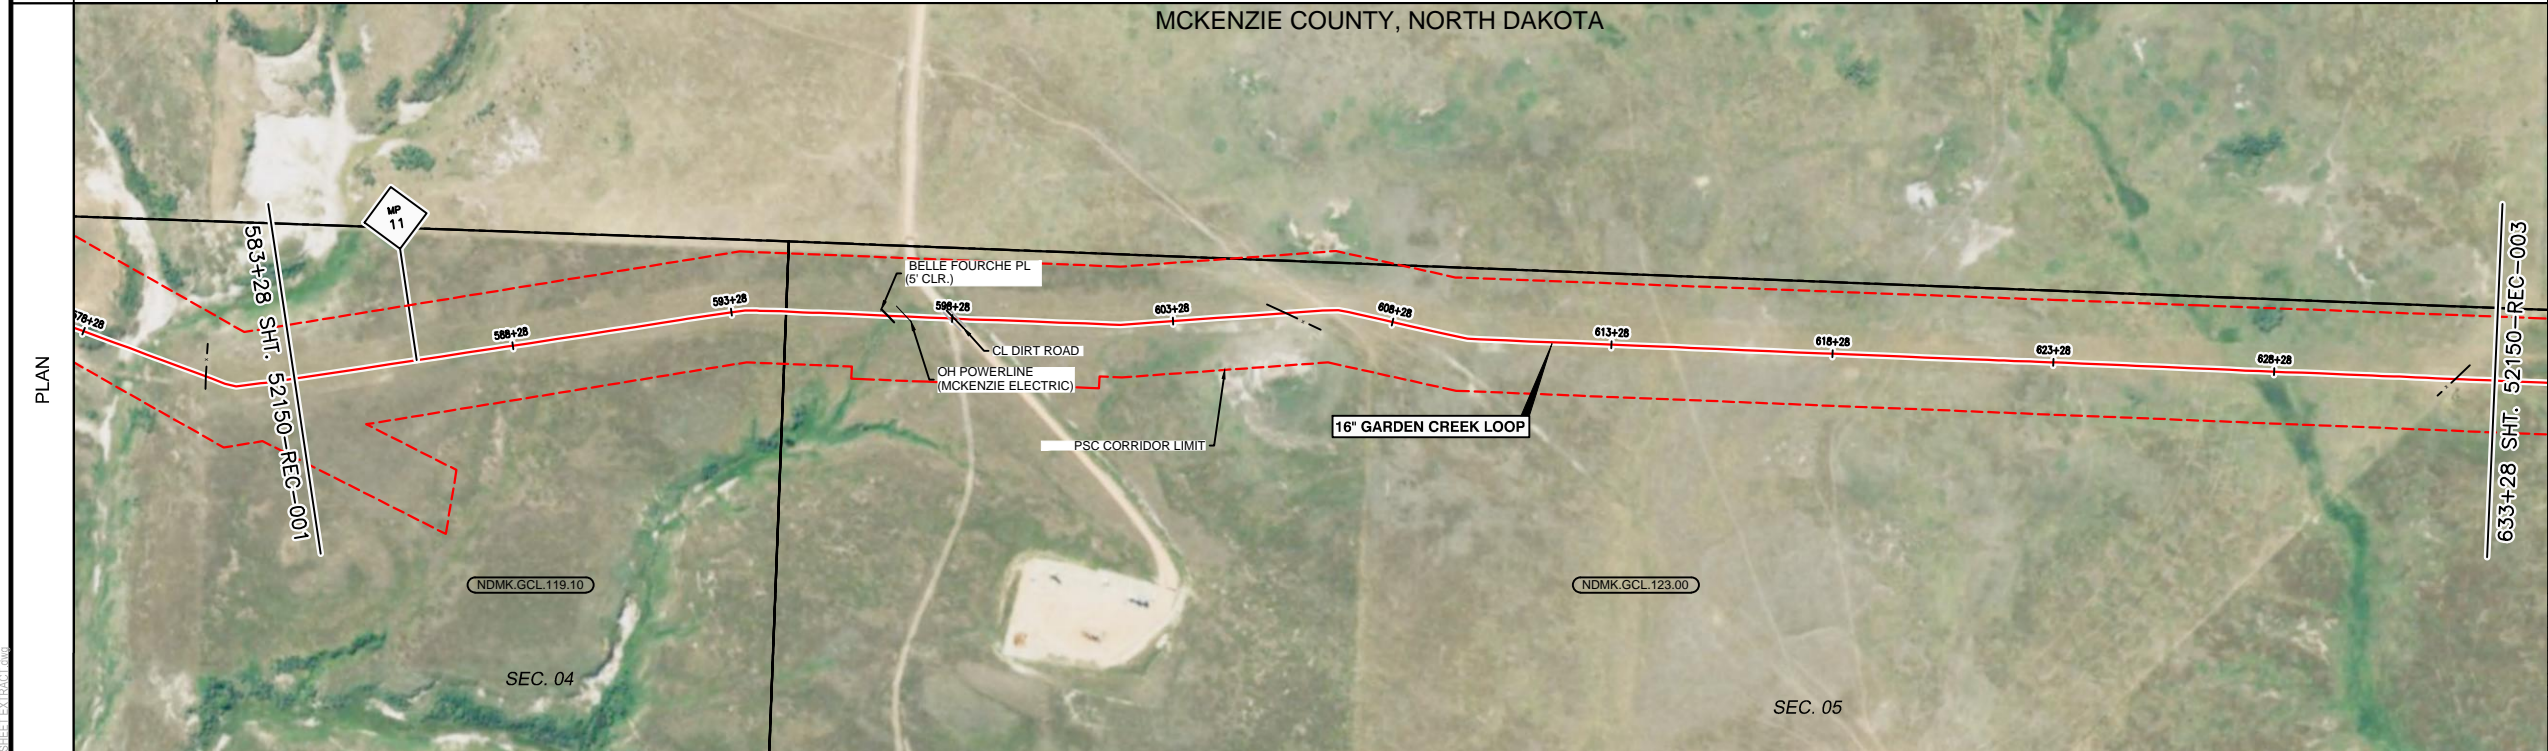 MCKENZIE COUNTY, NORTH DAKOTA
PLAN
MP
11
583+28 SHT. 52150-REC-001
578+28
588+28
593+28
598+28
603+28
608+28
613+28
618+28
623+28
628+28
633+28 SHT. 52150-REC-003
BELLE FOURCHE PL
(5' CLR.)
CL DIRT ROAD
OH POWERLINE
(MCKENZIE ELECTRIC)
PSC CORRIDOR LIMIT
16" GARDEN CREEK LOOP
NDMK.GCL.119.10
NDMK.GCL.123.00
SEC. 04
SEC. 05
SHEET EXTRACT.dwg